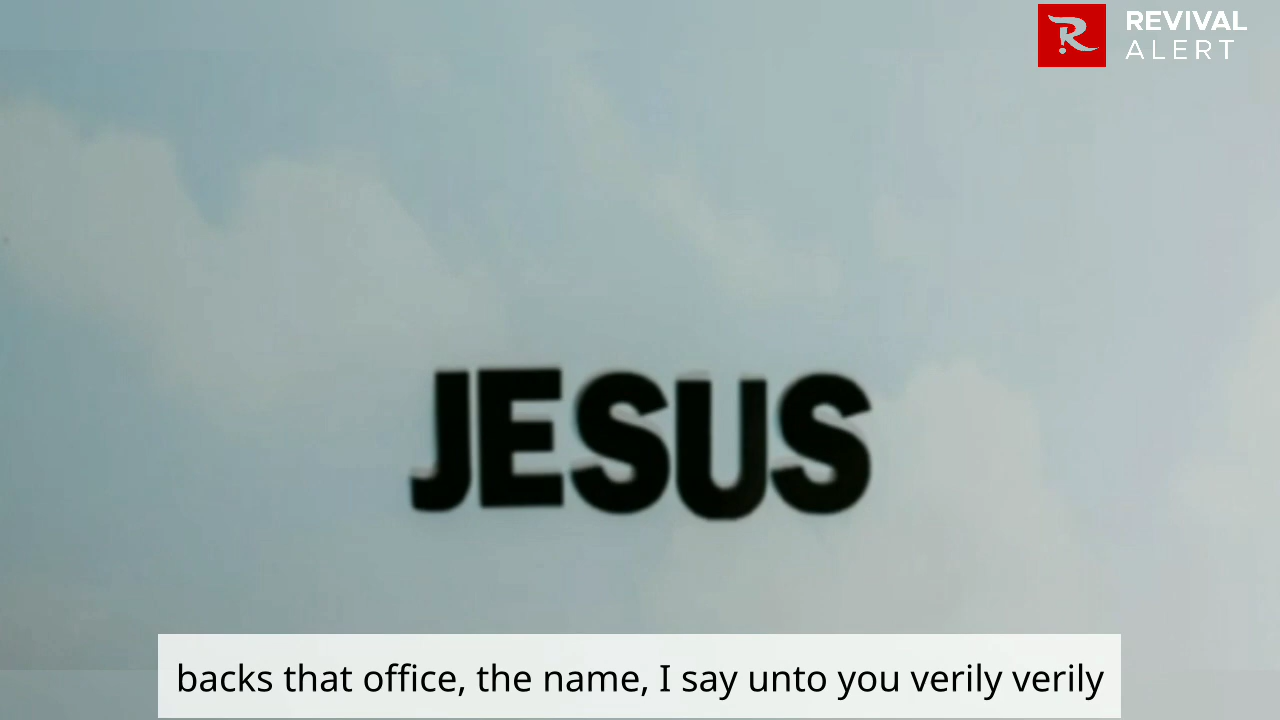 REVIVAL
ALERT
JESUS
backs that office, the name, I say unto you verily verily